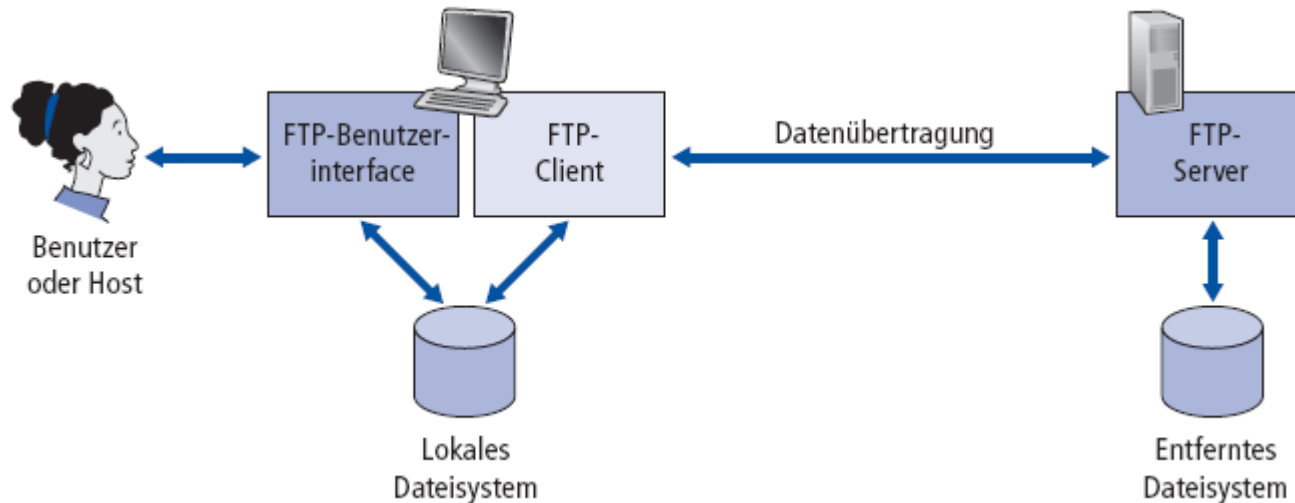 FTP-Benutzer-
interface
FTP-
Client
Datenübertragung
FTP-
Server
Benutzer
oder Host
Lokales
Dateisystem
Entferntes
Dateisystem